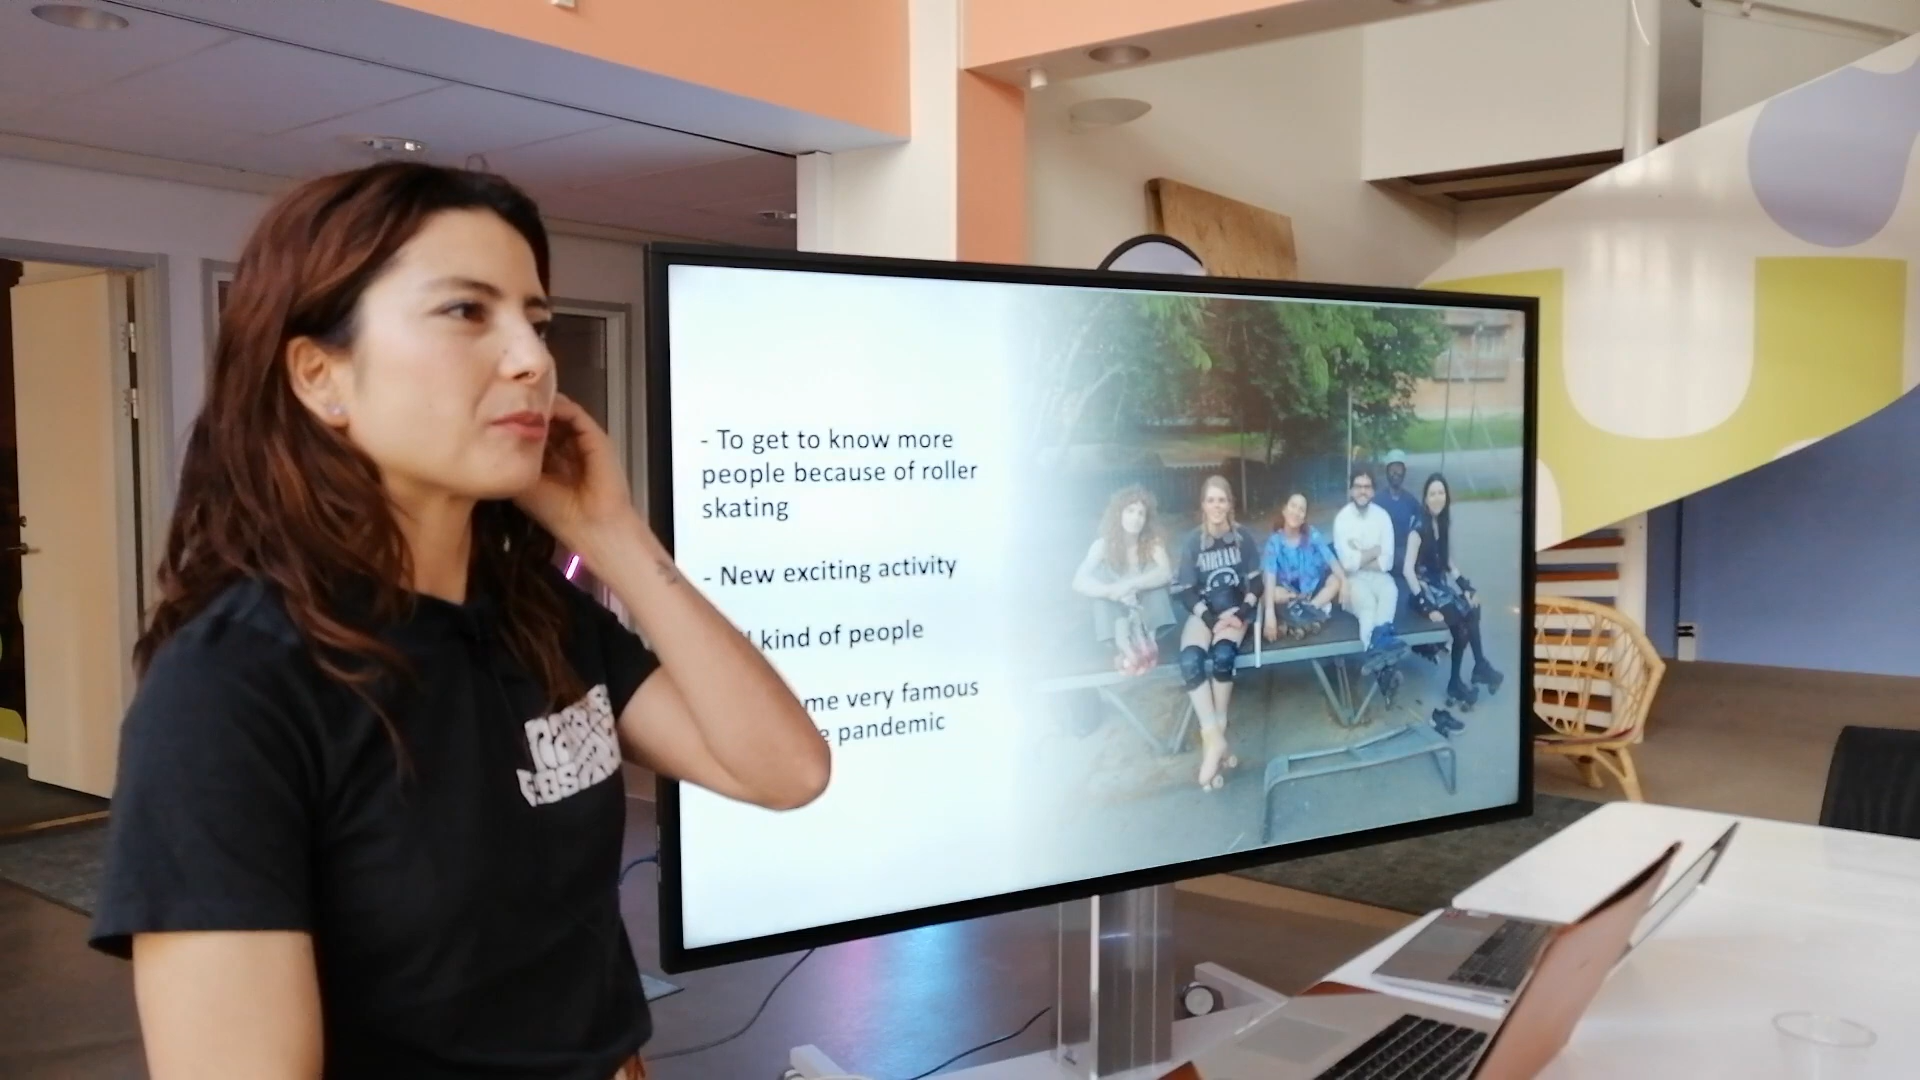 - To get to know more
people because of roller
skating
- New exciting activity
kind of people
very famous
pandemic
NIRVANA